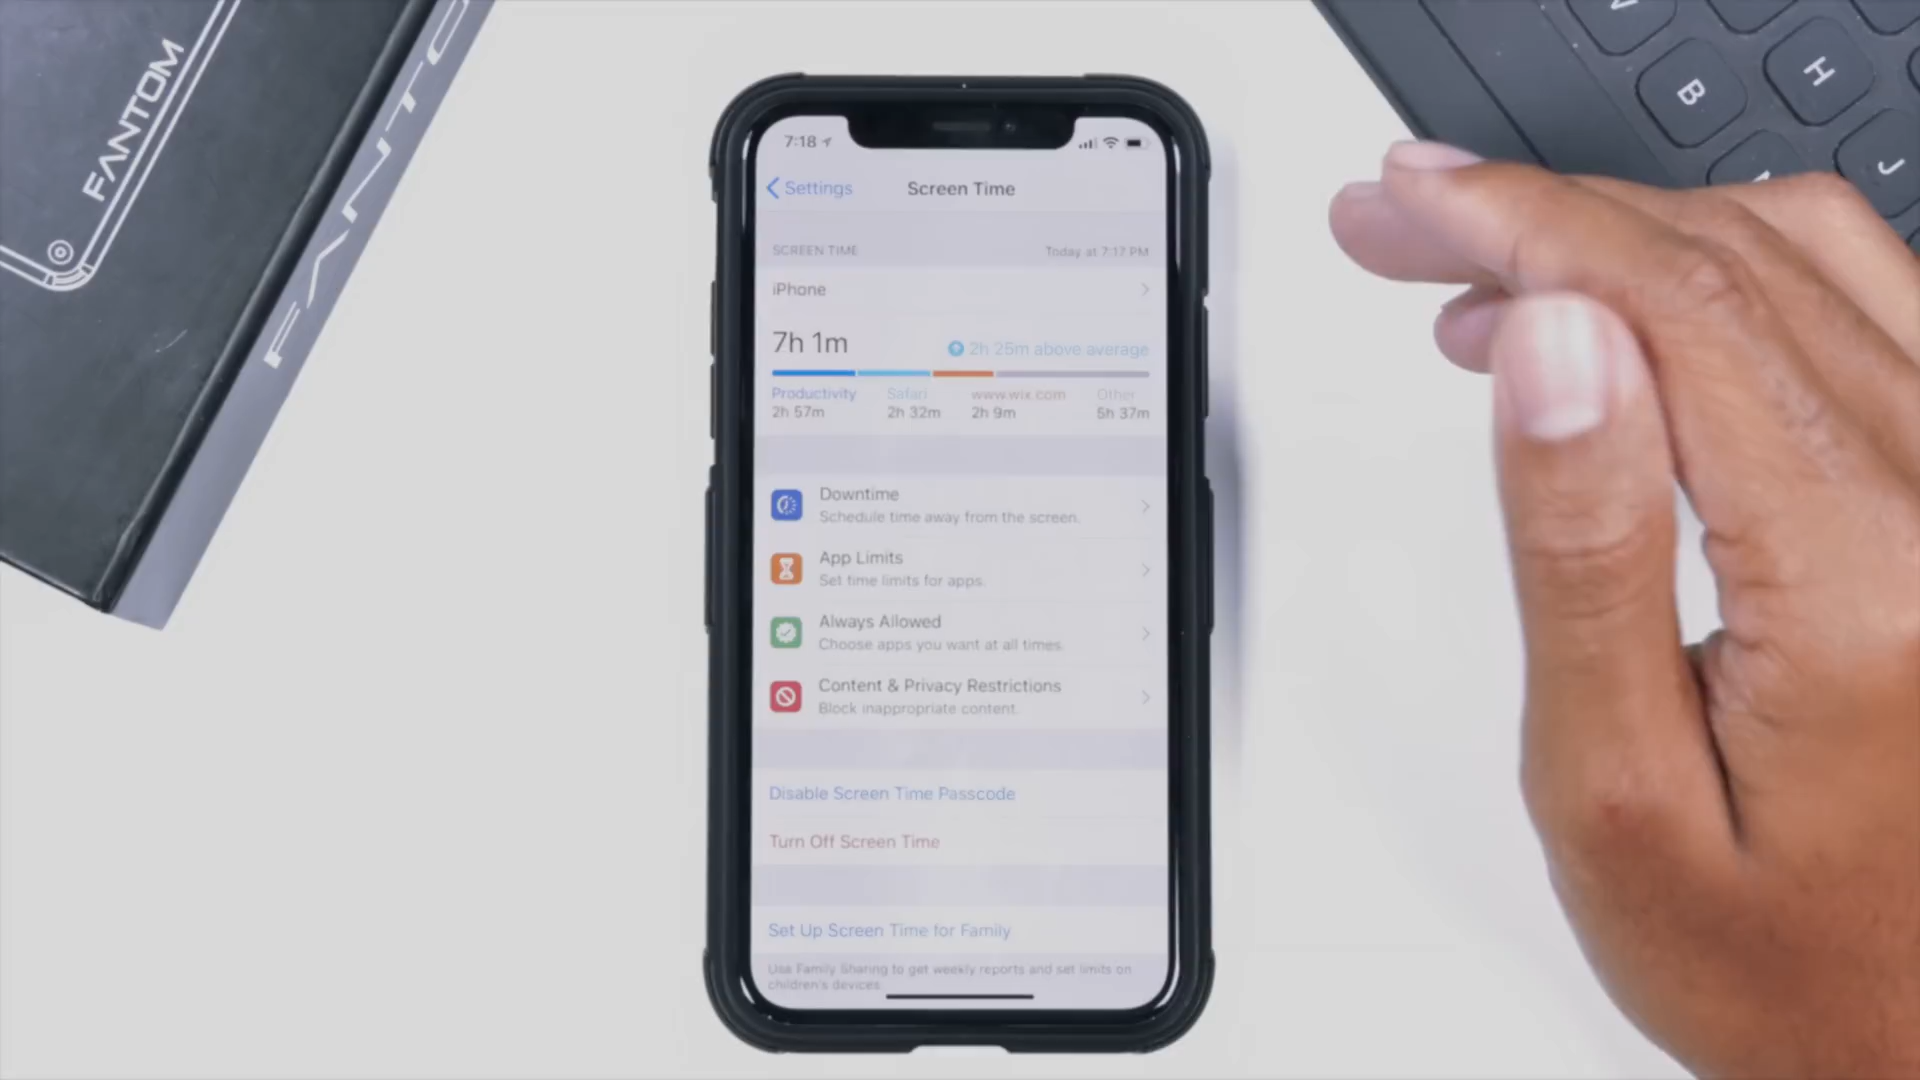 FANTOM
FANTO
N
B
H
J
7:18
Settings
Screen Time
SCREEN TIME
Today at 7:17 PM
iPhone
7h 1m
2h 25m above average
Productivity
Safari
www.wix.com
Other
2h 57m
2h 32m
2h 9m
5h 37m
Downtime
Schedule time away from the screen.
App Limits
Set time limits for apps.
Always Allowed
Choose apps you want at all times.
Content & Privacy Restrictions
Block inappropriate content.
Disable Screen Time Passcode
Turn Off Screen Time
Set Up Screen Time for Family
Use Family Sharing to get weekly reports and set limits on
children's devices.